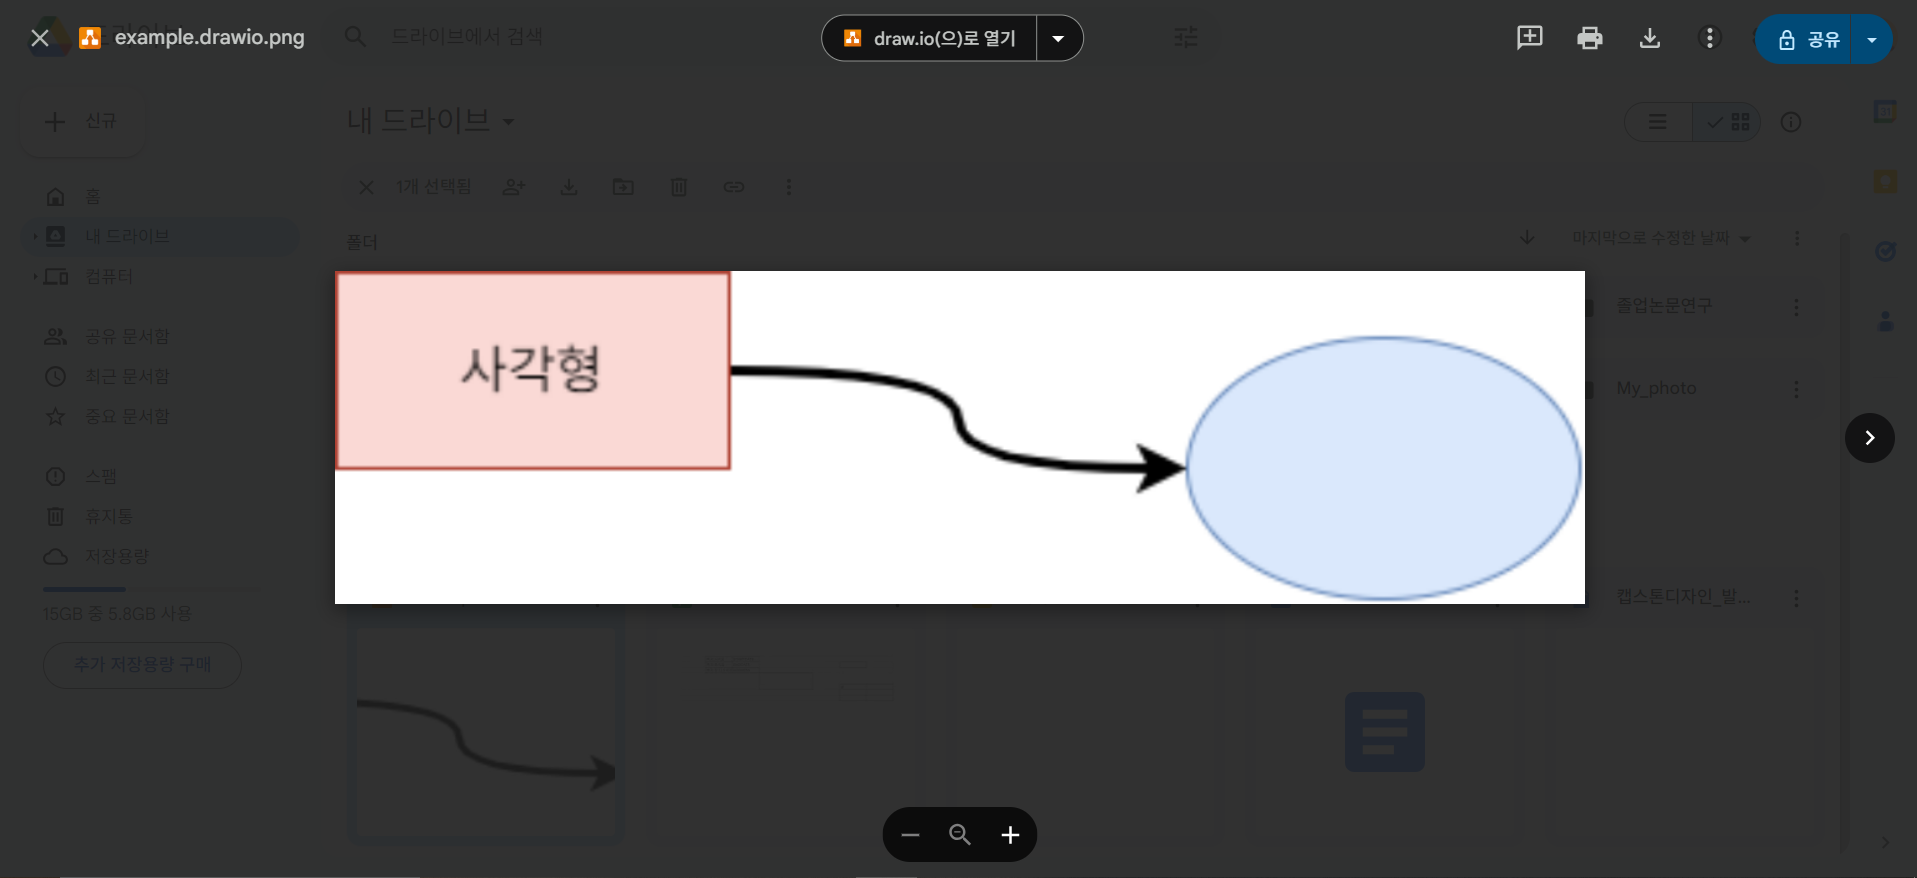 example.drawio.png
드라이브에서 검색
draw.io(으)로 열기
공유
신규
내 드라이브
1개 선택됨
홈
내 드라이브
컴퓨터
공유 문서함
최근 문서함
중요 문서함
스팸
휴지통
저장용량
15GB 중 5.8GB 사용
추가 저장용량 구매
폴더
마지막으로 수정한 날짜
사각형
졸업논문연구
My_photo
캡스톤디자인_발...